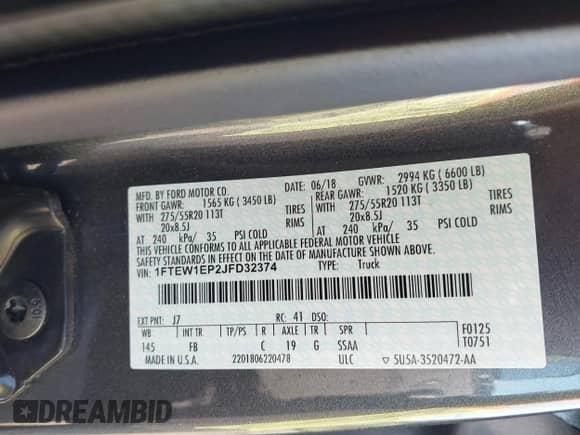 MFD. BY FORD MOTOR CO.
DATE: 06/18 GVWR: 2994 KG ( 6600 LB)
FRONT GAWR: 1565 KG ( 3450 LB) REAR GAWR: 1520 KG ( 3350 LB)
WITH 275/55R20 113T TIRES WITH 275/55R20 113T TIRES
20x8.5J RIMS 20x8.5J RIMS
AT 240 kPa/ 35 PSI COLD AT 240 kPa/ 35 PSI COLD
THIS VEHICLE CONFORMS TO ALL APPLICABLE FEDERAL MOTOR VEHICLE
SAFETY STANDARDS IN EFFECT ON THE DATE OF MANUFACTURE SHOWN ABOVE.
VIN: 1FTEW1EP2JFD32374 TYPE: Truck
EXT PNT: J7 RC: 41 DSO:
WB INT TR TP/PS R AXLE TR SPR F0125
145 FB C 19 G SSAA T0751
MADE IN U.S.A. 2201806220478 ULC ▽ 5U5A-3520472-AA
10.9
DREAMBID